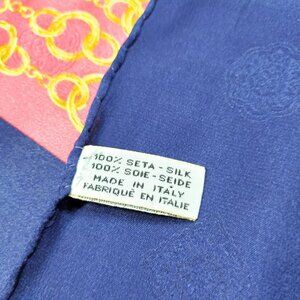 100% SETA - SILK
100% SOIE - SEIDE
MADE IN ITALY
FABRIQUÉ EN ITALIE